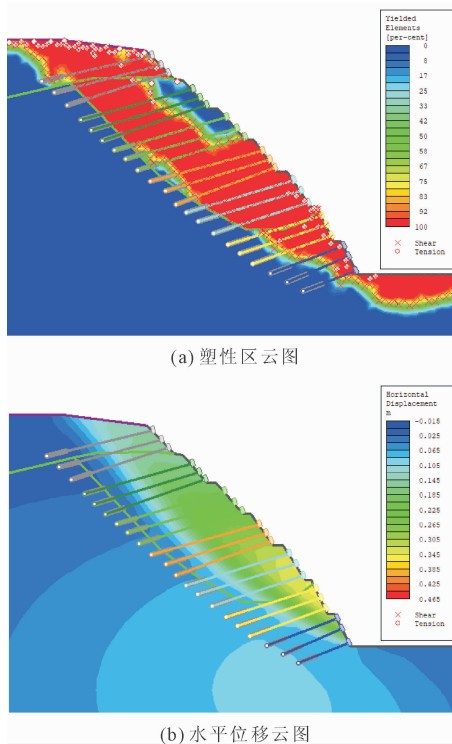 Yielded
Elements
[per-cent]
0
8
17
25
33
42
50
58
67
75
83
92
100
Shear
Tension
(a) 塑性区云图
Horizontal
Displacement
m
-0.015
0.025
0.065
0.105
0.145
0.185
0.225
0.265
0.305
0.345
0.385
0.425
0.465
Shear
Tension
(b) 水平位移云图